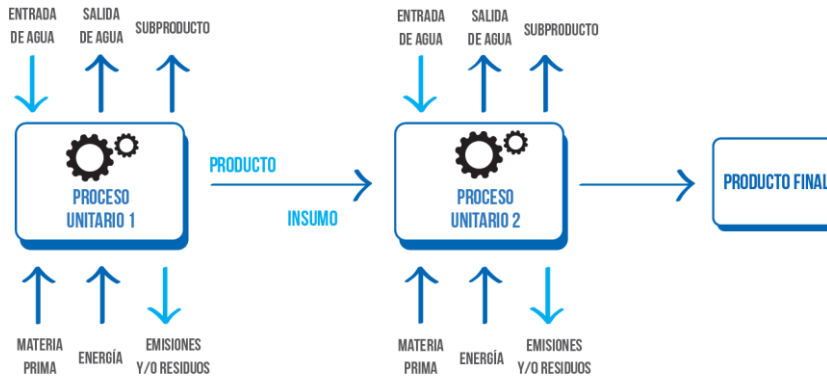 ENTRADA
DE AGUA
SALIDA
DE AGUA
SUBPRODUCTO
ENTRADA
DE AGUA
SALIDA
DE AGUA
SUBPRODUCTO
PROCESO
UNITARIO 1
PRODUCTO
INSUMO
PROCESO
UNITARIO 2
PRODUCTO FINAL
MATERIA
PRIMA
ENERGÍA
EMISIONES
Y/O RESIDUOS
MATERIA
PRIMA
ENERGÍA
EMISIONES
Y/O RESIDUOS